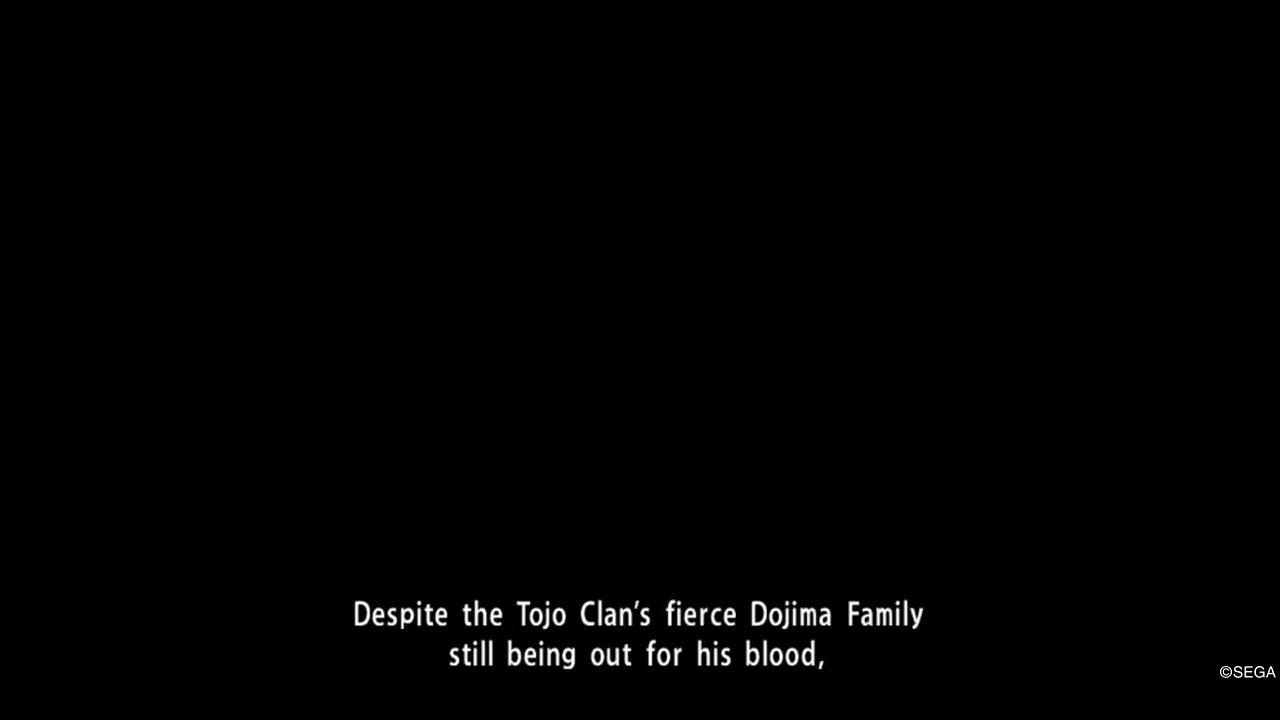 Despite the Tojo Clan's fierce Dojima Family
still being out for his blood,
©SEGA